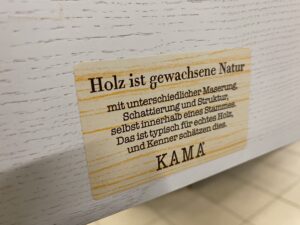 Holz ist gewachsene Natur
mit unterschiedlicher Maserung,
Schattierung und Struktur,
selbst innerhalb eines Stammes.
Das ist typisch für echtes Holz,
und Kenner schätzen dies.
KAMA